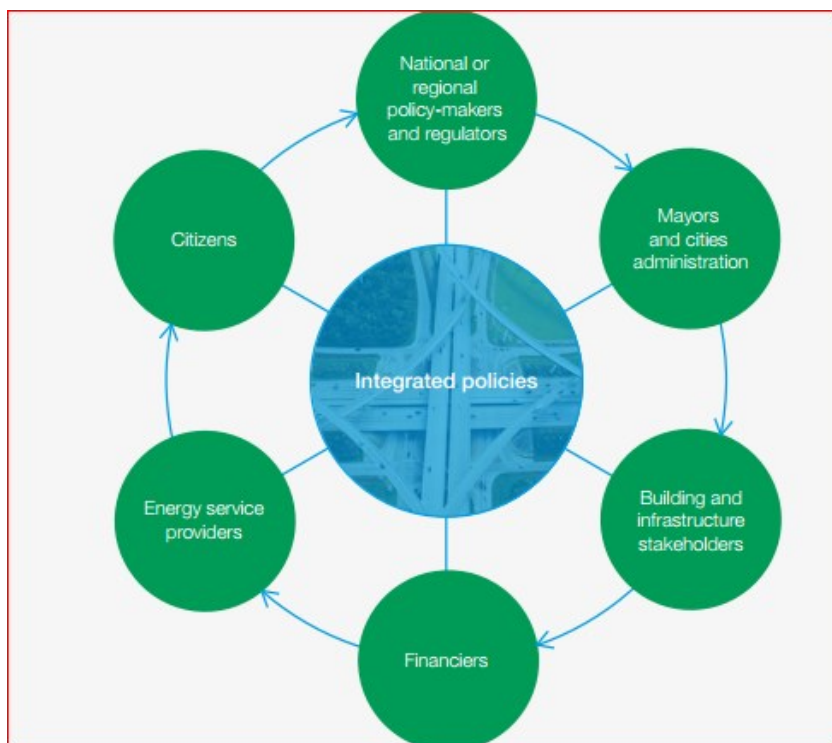 National or
regional
policy-makers
and regulators
Mayors
and cities
administration
Building and
infrastructure
stakeholders
Financiers
Energy service
providers
Citizens
Integrated policies